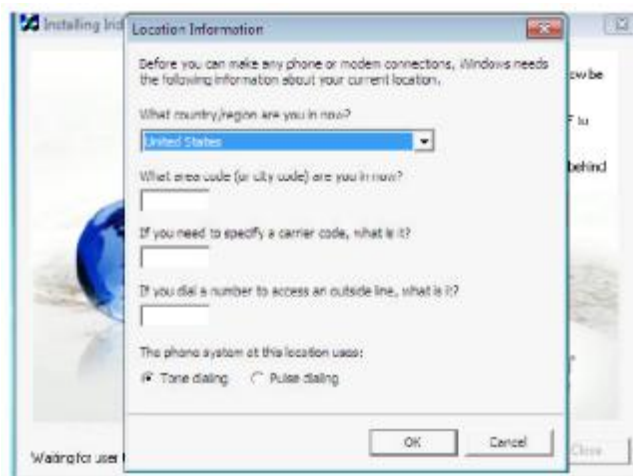 Installing Irid
Location Information
Before you can make any phone or modem connections, Windows needs
the following information about your current location.
ow be
What country/region are you in now?
United States
behind
What area code (or city code) are you in now?
If you need to specify a carrier code, what is it?
If you dial a number to access an outside line, what is it?
The phone system at this location uses:
Tone dialing
Pulse dialing
OK
Cancel
Close
Waiting for user